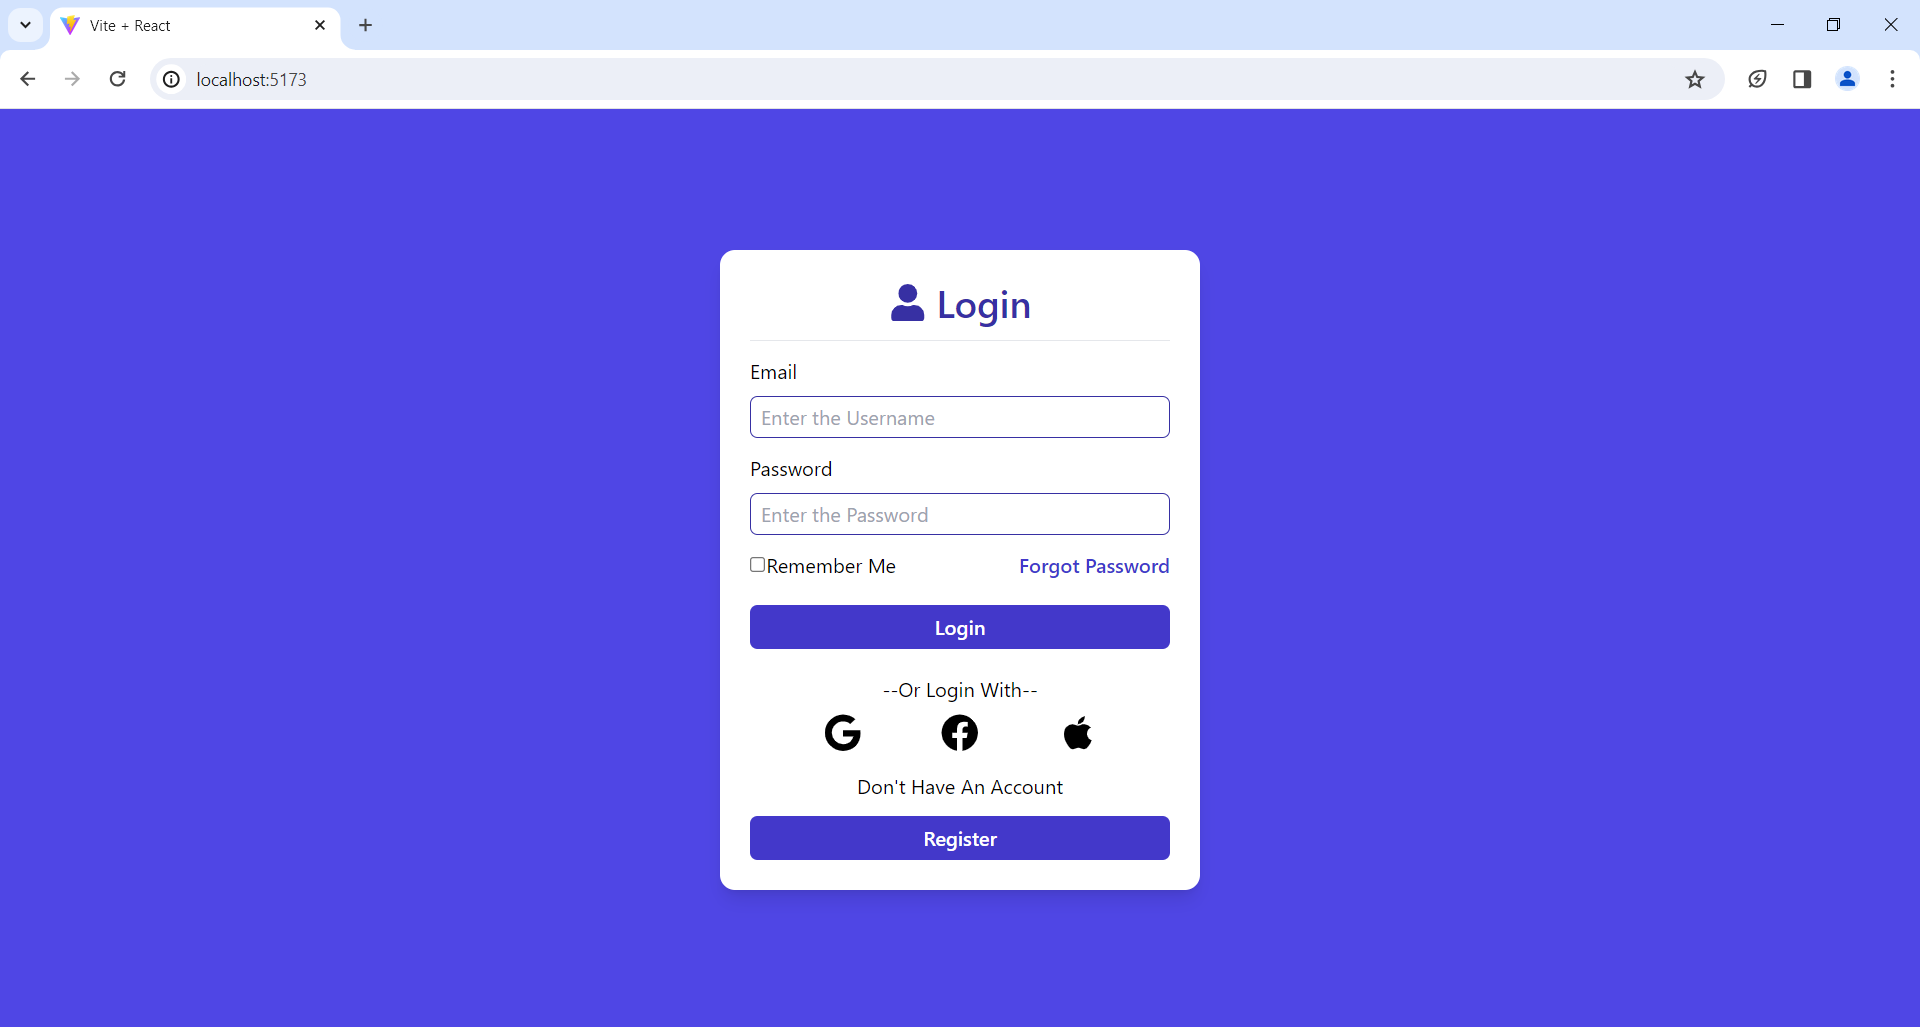 Vite + React
localhost:5173
Login
Email
Enter the Username
Password
Enter the Password
Remember Me Forgot Password
Login
--Or Login With--
Don't Have An Account
Register